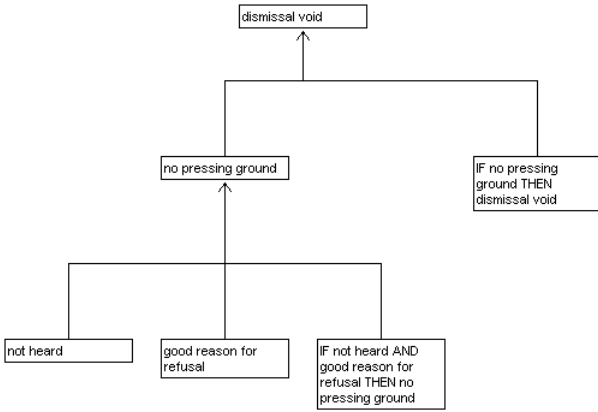 dismissal void
no pressing ground
IF no pressing
ground THEN
dismissal void
not heard
good reason for
refusal
IF not heard AND
good reason for
refusal THEN no
pressing ground